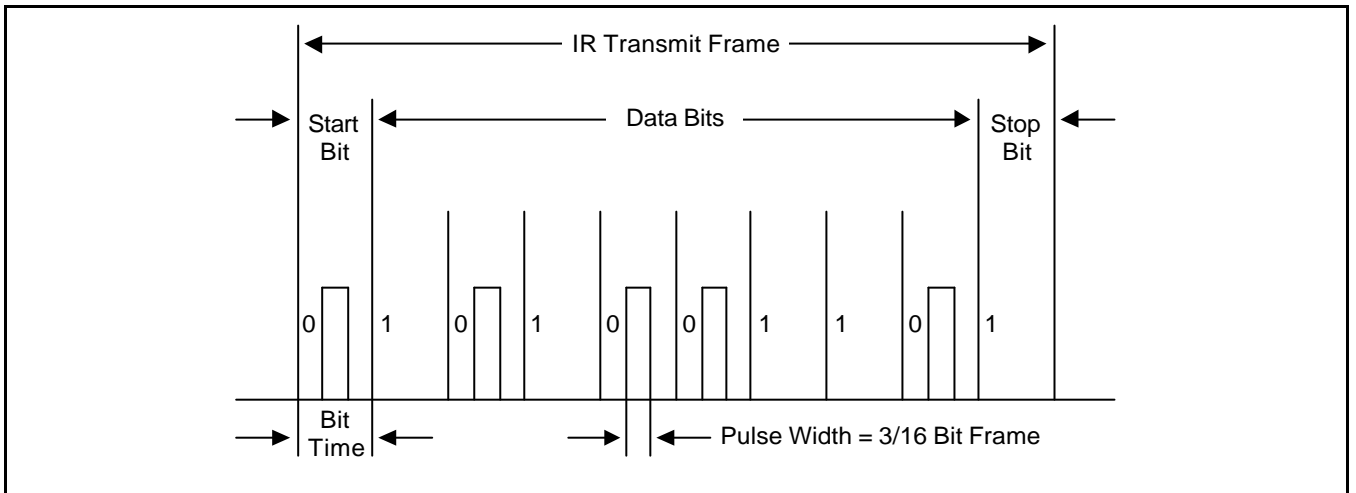 IR Transmit Frame
Start
Bit
Data Bits
Stop
Bit
0 1 0 1 0 0 1 1 0 1
Bit
Time
Pulse Width = 3/16 Bit Frame